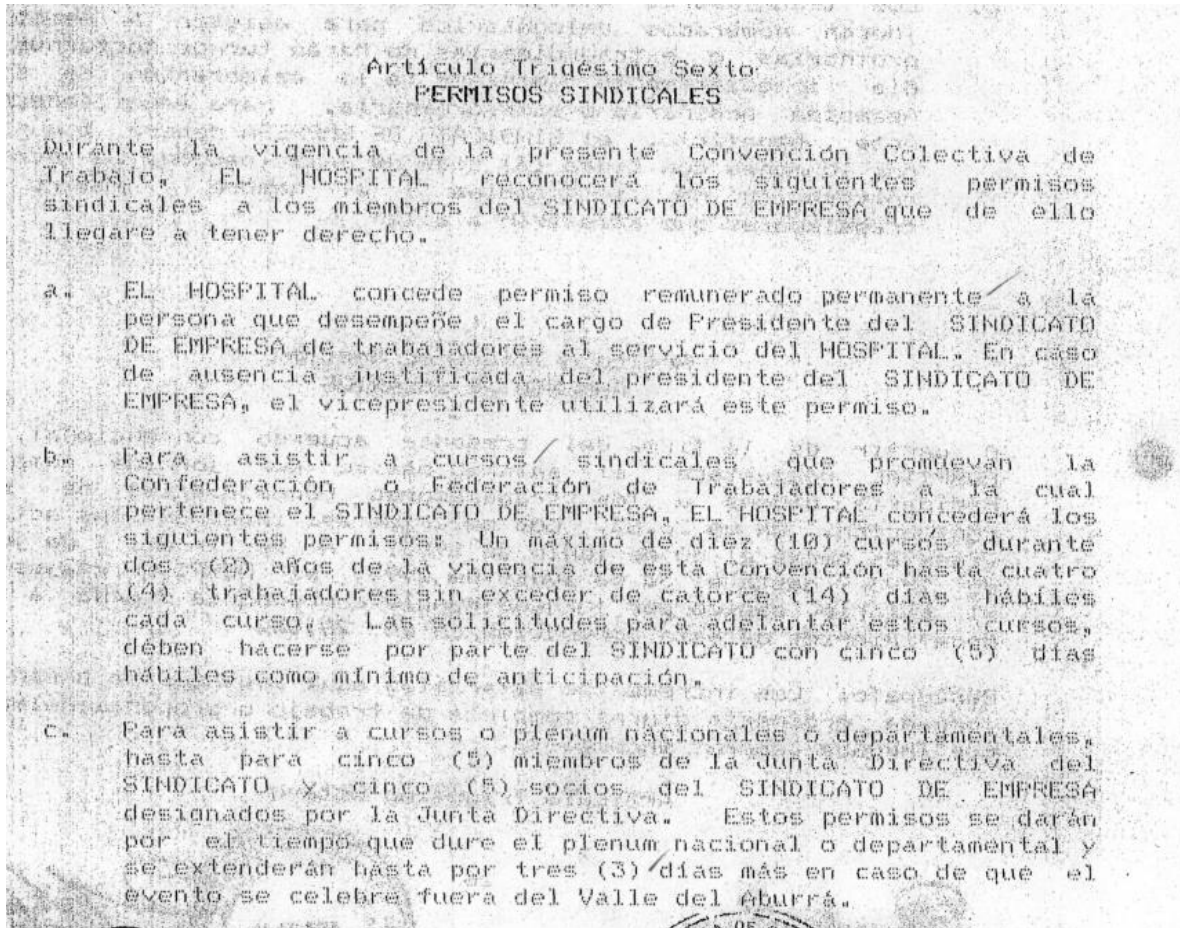 Artículo Trigésimo Sexto
PERMISOS SINDICALES
Durante la vigencia de la presente Convención Colectiva de
Trabajo, EL HOSPITAL reconocerá los siguientes permisos
sindicales a los miembros del SINDICATO DE EMPRESA que de ello
llegare a tener derecho.
a. EL HOSPITAL concede permiso remunerado permanente a la
persona que desempeñe el cargo de Presidente del SINDICATO
DE EMPRESA de trabajadores al servicio del HOSPITAL. En caso
de ausencia justificada del presidente del SINDICATO DE
EMPRESA, el vicepresidente utilizará este permiso.
b. Para asistir a cursos sindicales que promuevan la
Confederación o Federación de Trabajadores a la cual
pertenece el SINDICATO DE EMPRESA, EL HOSPITAL concederá los
siguientes permisos: Un máximo de diez (10) cursos durante
dos (2) años de la vigencia de esta Convención hasta cuatro
(4) trabajadores sin exceder de catorce (14) días hábiles
cada curso. Las solicitudes para adelantar estos cursos,
deben hacerse por parte del SINDICATO con cinco (5) días
hábiles como mínimo de anticipación.
c. Para asistir a cursos o plenum nacionales o departamentales,
hasta para cinco (5) miembros de la Junta Directiva del
SINDICATO y cinco (5) socios del SINDICATO DE EMPRESA
designados por la Junta Directiva. Estos permisos se darán
por el tiempo que dure el plenum nacional o departamental y
se extenderán hasta por tres (3) días más en caso de que el
evento se celebre fuera del Valle del Aburrá.